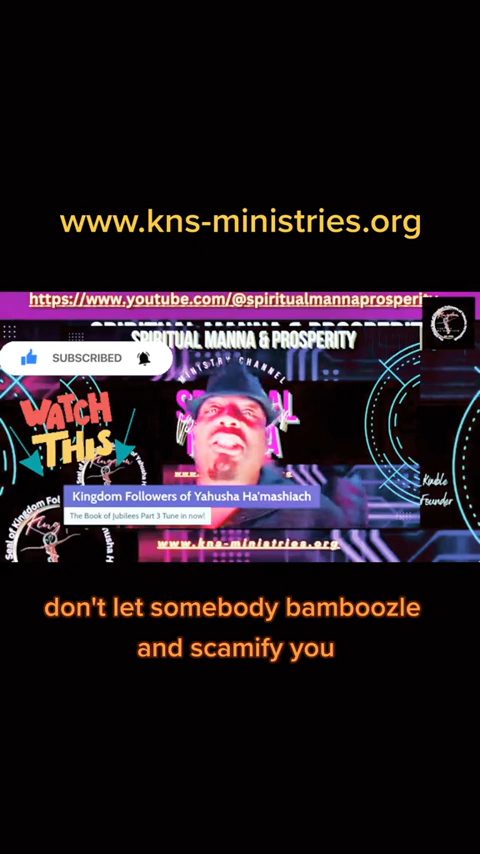 www.kns-ministries.org
https://www.youtube.com/@spiritualmannaprosperity
SPIRITUAL MANNA & PROSPERITY
MINISTRY CHANNEL
SUBSCRIBED
WATCH
THIS
Kingdom Followers of Yahusha Ha'mashiach
The Book of Jubilees Part 3 Tune in now!
Founder
www.kns-ministries.org
don't let somebody bamboozle
and scamify you